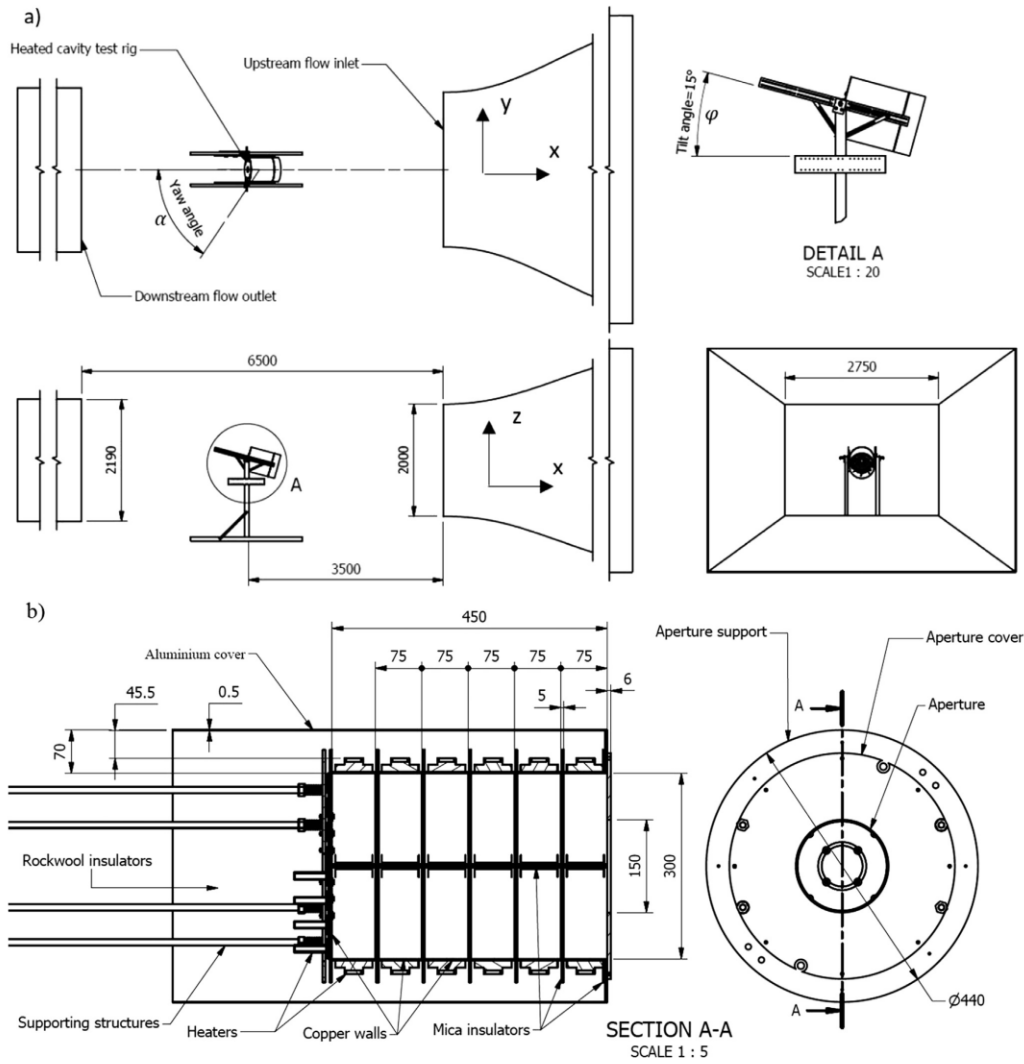 a)
Heated cavity test rig
Upstream flow inlet
y
x
Yaw angle
α
Downstream flow outlet
Tilt angle=15°
φ
DETAIL A
SCALE1 : 20
6500
2190
A
2000
z
x
3500
2750
b)
450
Aluminium cover
75
75
75
75
75
6
45.5
0.5
5
70
150
300
Rockwool insulators
Supporting structures
Heaters
Copper walls
Mica insulators
SECTION A-A
SCALE 1 : 5
Aperture support
Aperture cover
A
Aperture
A
Ø440